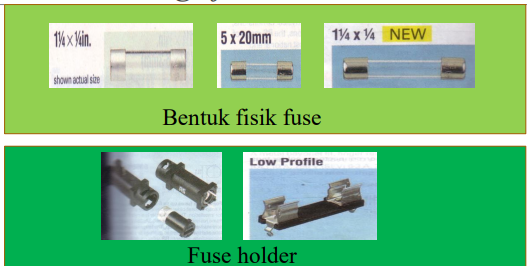 1¼ x ¼in.
shown actual size
5 x 20mm
1¼ x ¼ NEW
Bentuk fisik fuse
Low Profile
Fuse holder